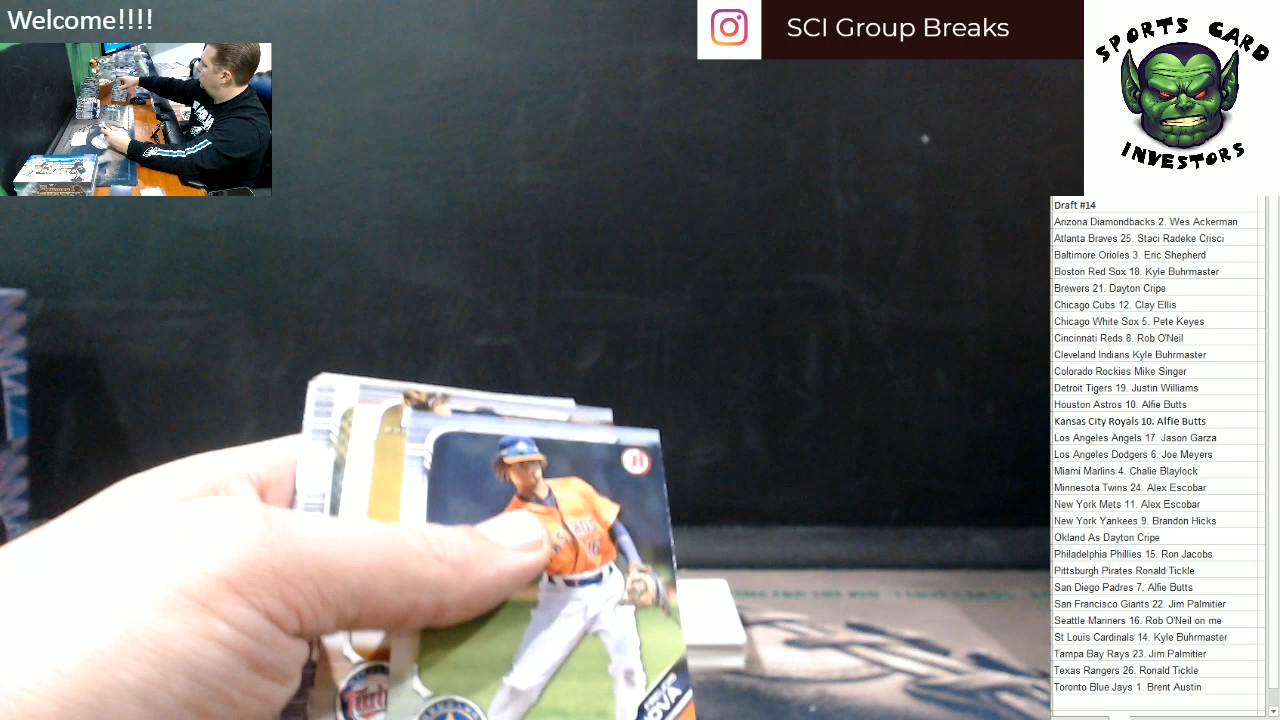 Welcome!!!!
SCI Group Breaks
SPORTS CARD
INVESTORS
Draft #14
Arizona Diamondbacks 2. Wes Ackerman
Atlanta Braves 25. Staci Radeke Crisci
Baltimore Orioles 3. Eric Shepherd
Boston Red Sox 18. Kyle Buhrmaster
Brewers 21. Dayton Cripe
Chicago Cubs 12. Clay Ellis
Chicago White Sox 5. Pete Keyes
Cincinnati Reds 8. Rob O'Neil
Cleveland Indians Kyle Buhrmaster
Colorado Rockies Mike Singer
Detroit Tigers 19. Justin Williams
Houston Astros 10. Alfie Butts
Kansas City Royals 10. Alfie Butts
Los Angeles Angels 17. Jason Garza
Los Angeles Dodgers 6. Joe Meyers
Miami Marlins 4. Chalie Blaylock
Minnesota Twins 24. Alex Escobar
New York Mets 11. Alex Escobar
New York Yankees 9. Brandon Hicks
Okland As Dayton Cripe
Philadelphia Phillies 15. Ron Jacobs
Pittsburgh Pirates Ronald Tickle
San Diego Padres 7. Alfie Butts
San Francisco Giants 22. Jim Palmitier
Seattle Mariners 16. Rob O'Neil on me
St Louis Cardinals 14. Kyle Buhrmaster
Tampa Bay Rays 23. Jim Palmitier
Texas Rangers 26. Ronald Tickle
Toronto Blue Jays 1. Brent Austin
Twins